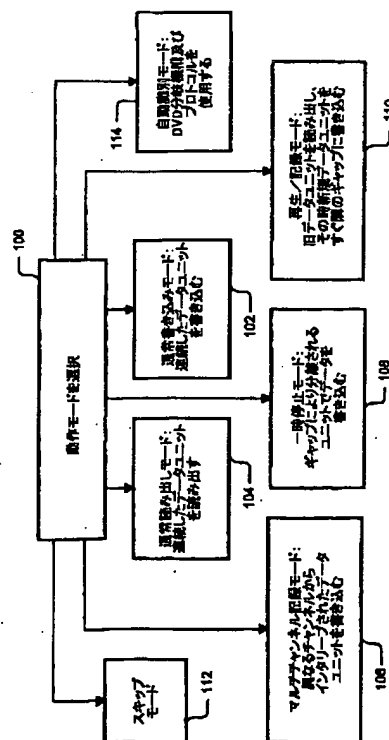 100
動作モードを選択
スキップ
モード
112
通常読み出しモード：
連続したデータユニット
を読み出す
104
通常書き込みモード：
連続したデータユニット
を書き込む
102
自動識別モード：
DVD分岐機構及び
プロトコルを
使用する
114
マルチチャンネル記録モード：
異なるチャンネルから
インタリーブされたデータ
ユニットを書き込む
106
一時停止モード：
ギャップにより分離される
ユニットでデータを
書き込む
108
再生／記録モード：
旧データユニットを読み出し、
その時新規データユニットを
すぐ隣のギャップに書き込む
110